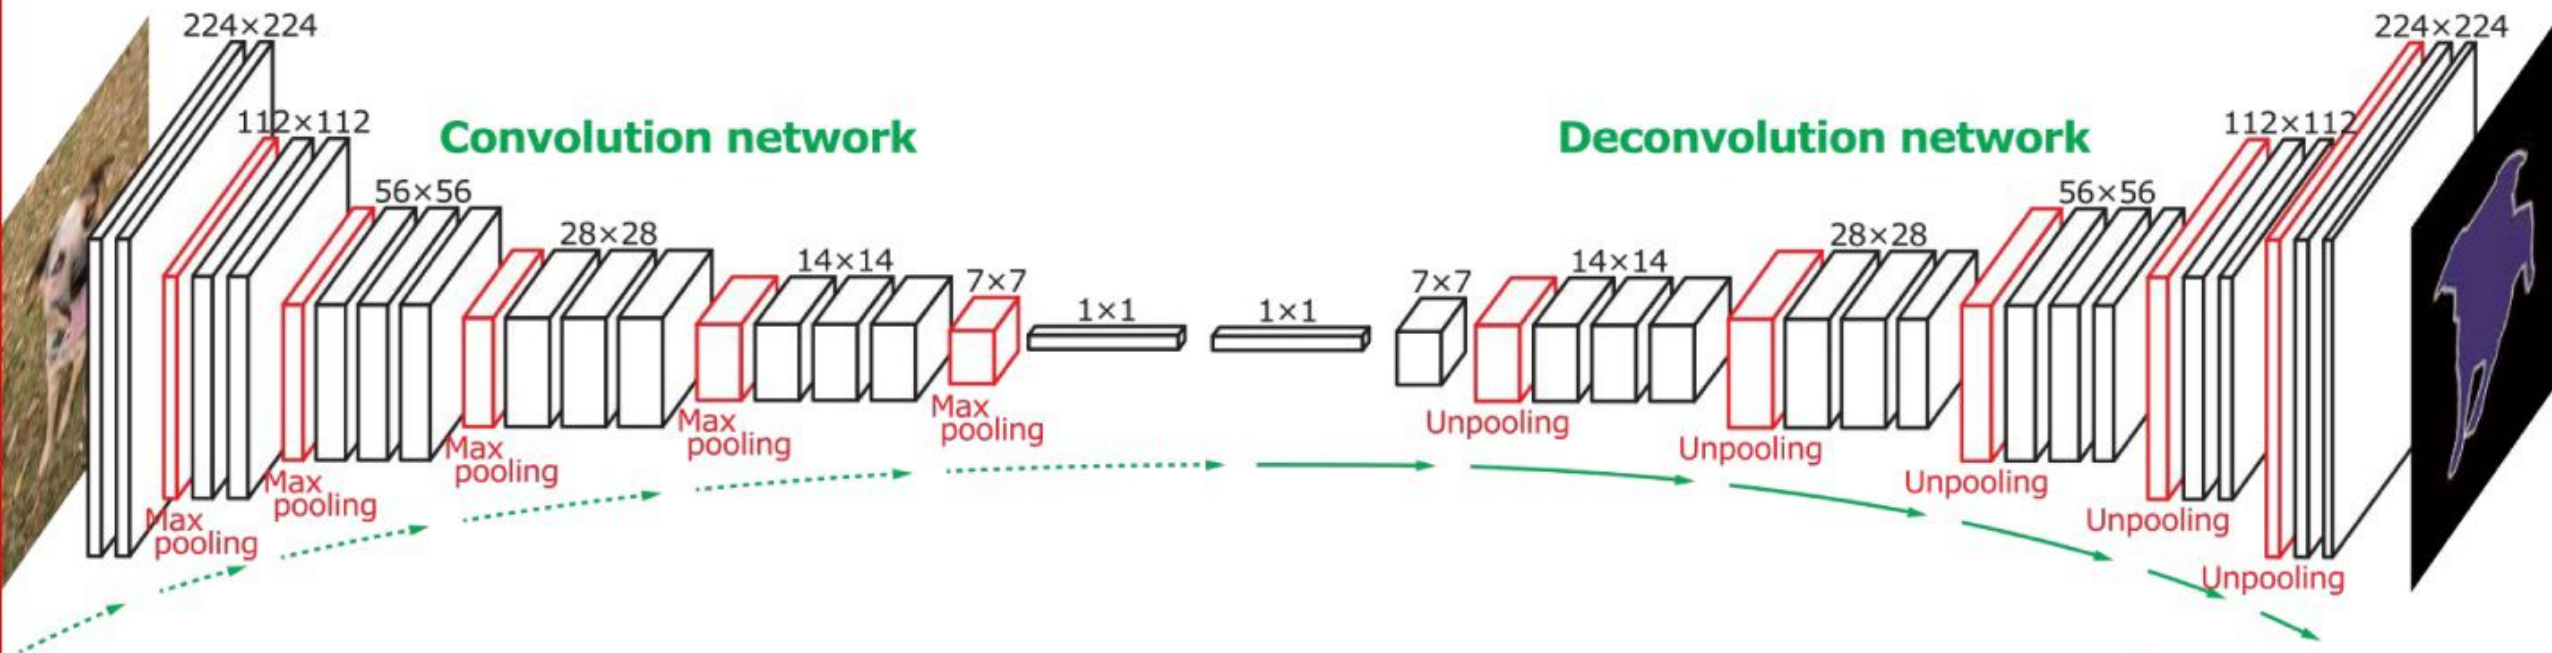 224×224
112×112
Convolution network
56×56
28×28
14×14
7×7
1×1
1×1
7×7
14×14
28×28
56×56
Deconvolution network
112×112
224×224
Max
pooling
Max
pooling
Max
pooling
Max
pooling
Max
pooling
Unpooling
Unpooling
Unpooling
Unpooling
Unpooling